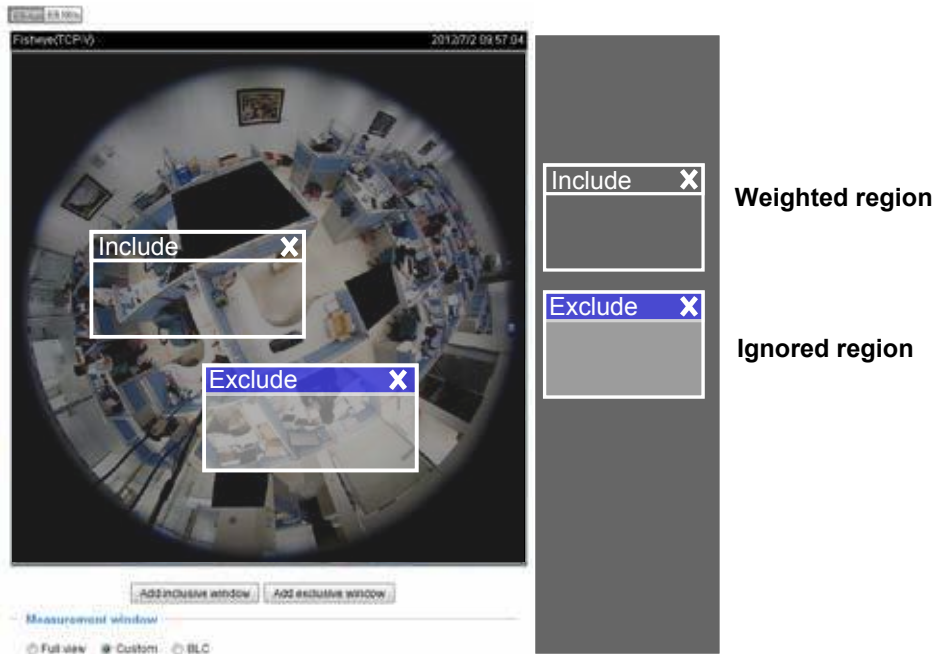 Fisheye(TCP-V)
2012/7/2 09:57:04
Include X
Exclude X
Include X
Weighted region
Exclude X
Ignored region
Add inclusive window
Add exclusive window
Measurement window
Full view
Custom
BLC